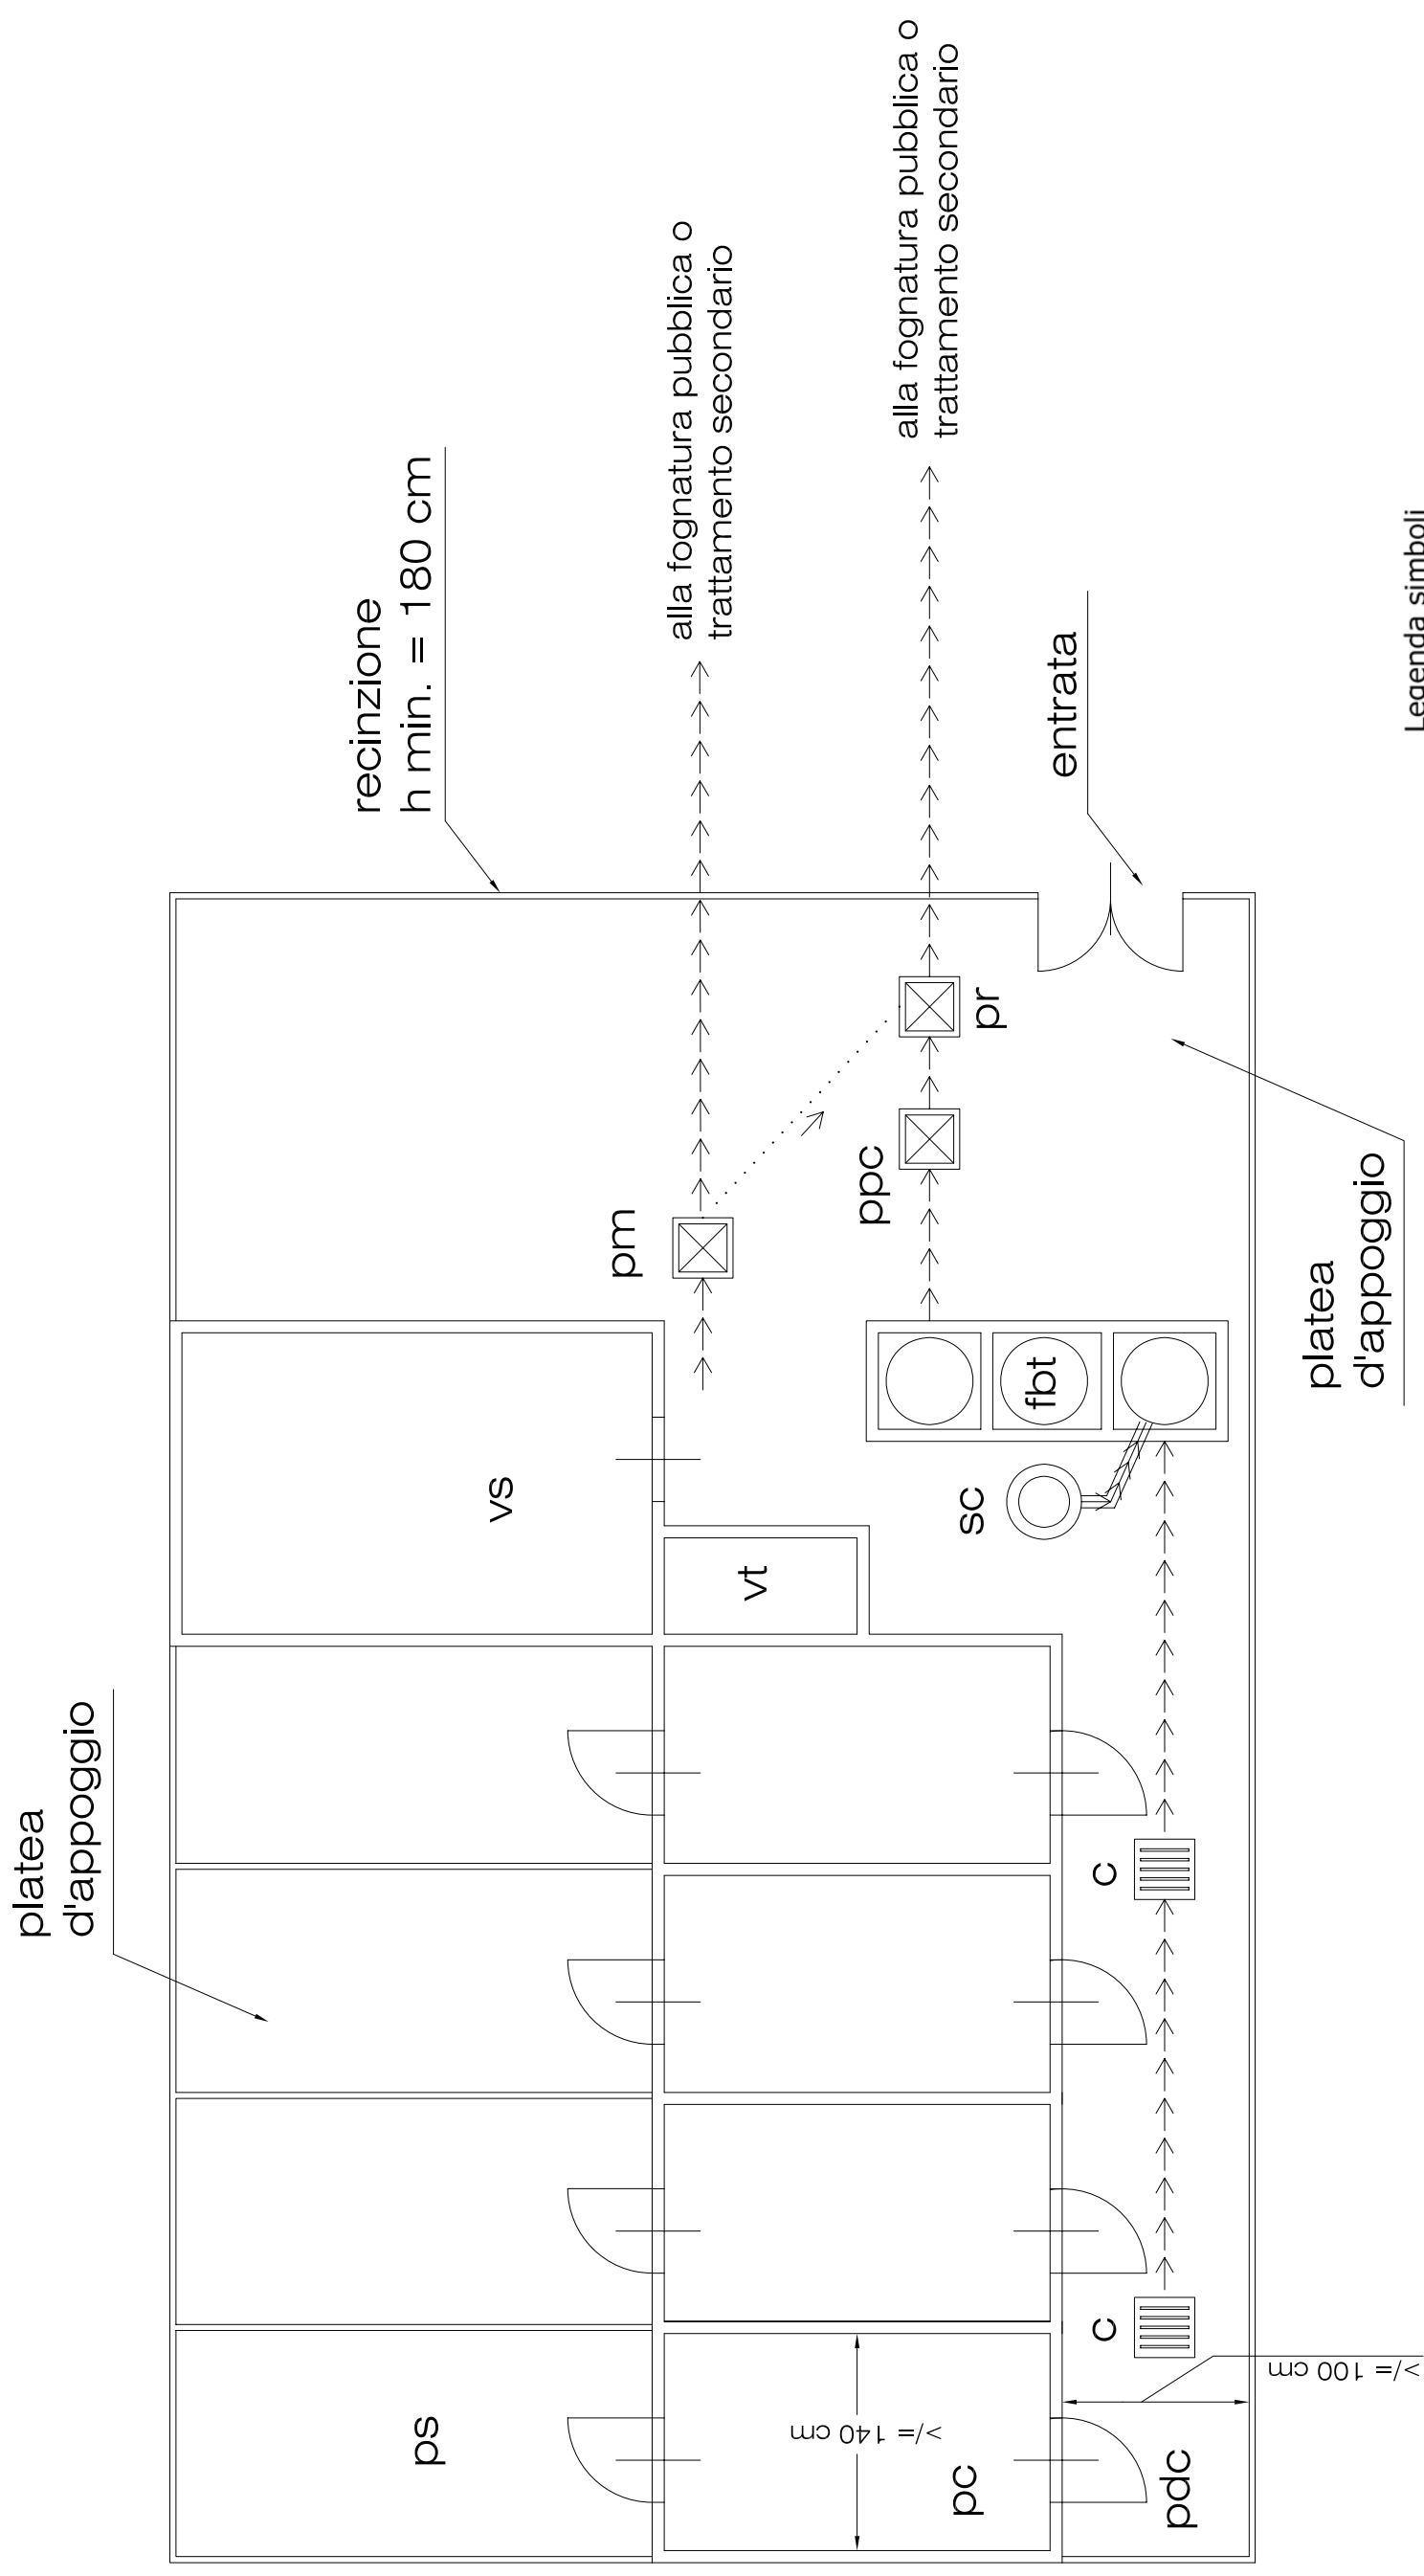 platea
d'appoggio
recinzione
h min. = 180 cm
alla fognatura pubblica o
trattamento secondario
alla fognatura pubblica o
trattamento secondario
entrata
platea
d'appoggio
ps
vs
vt
pm
ppc
pr
sc
fbt
c
c
pc
pdc
>/= 140 cm
>/= 100 cm
Legenda simboli